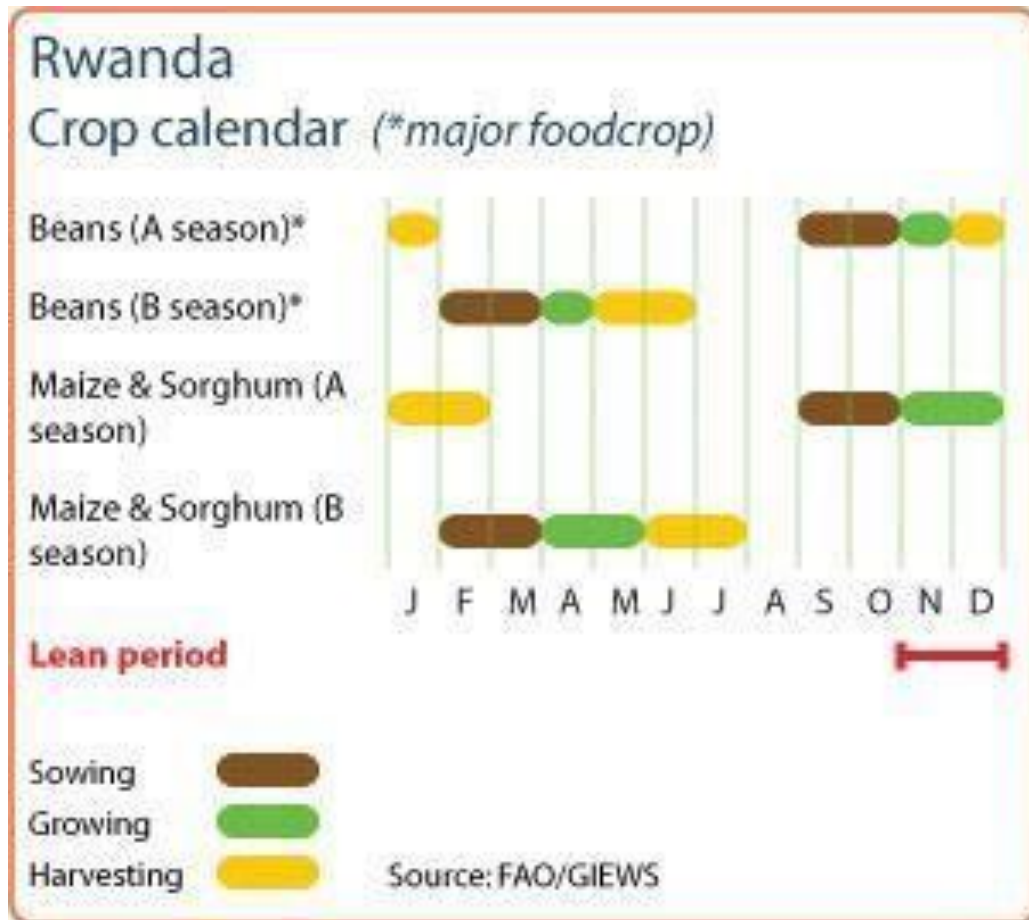 Rwanda
Crop calendar (*major foodcrop)
Beans (A season)*
Beans (B season)*
Maize & Sorghum (A
season)
Maize & Sorghum (B
season)
J F M A M J J A S O N D
Lean period
Sowing
Growing
Harvesting
Source: FAO/GIEWS